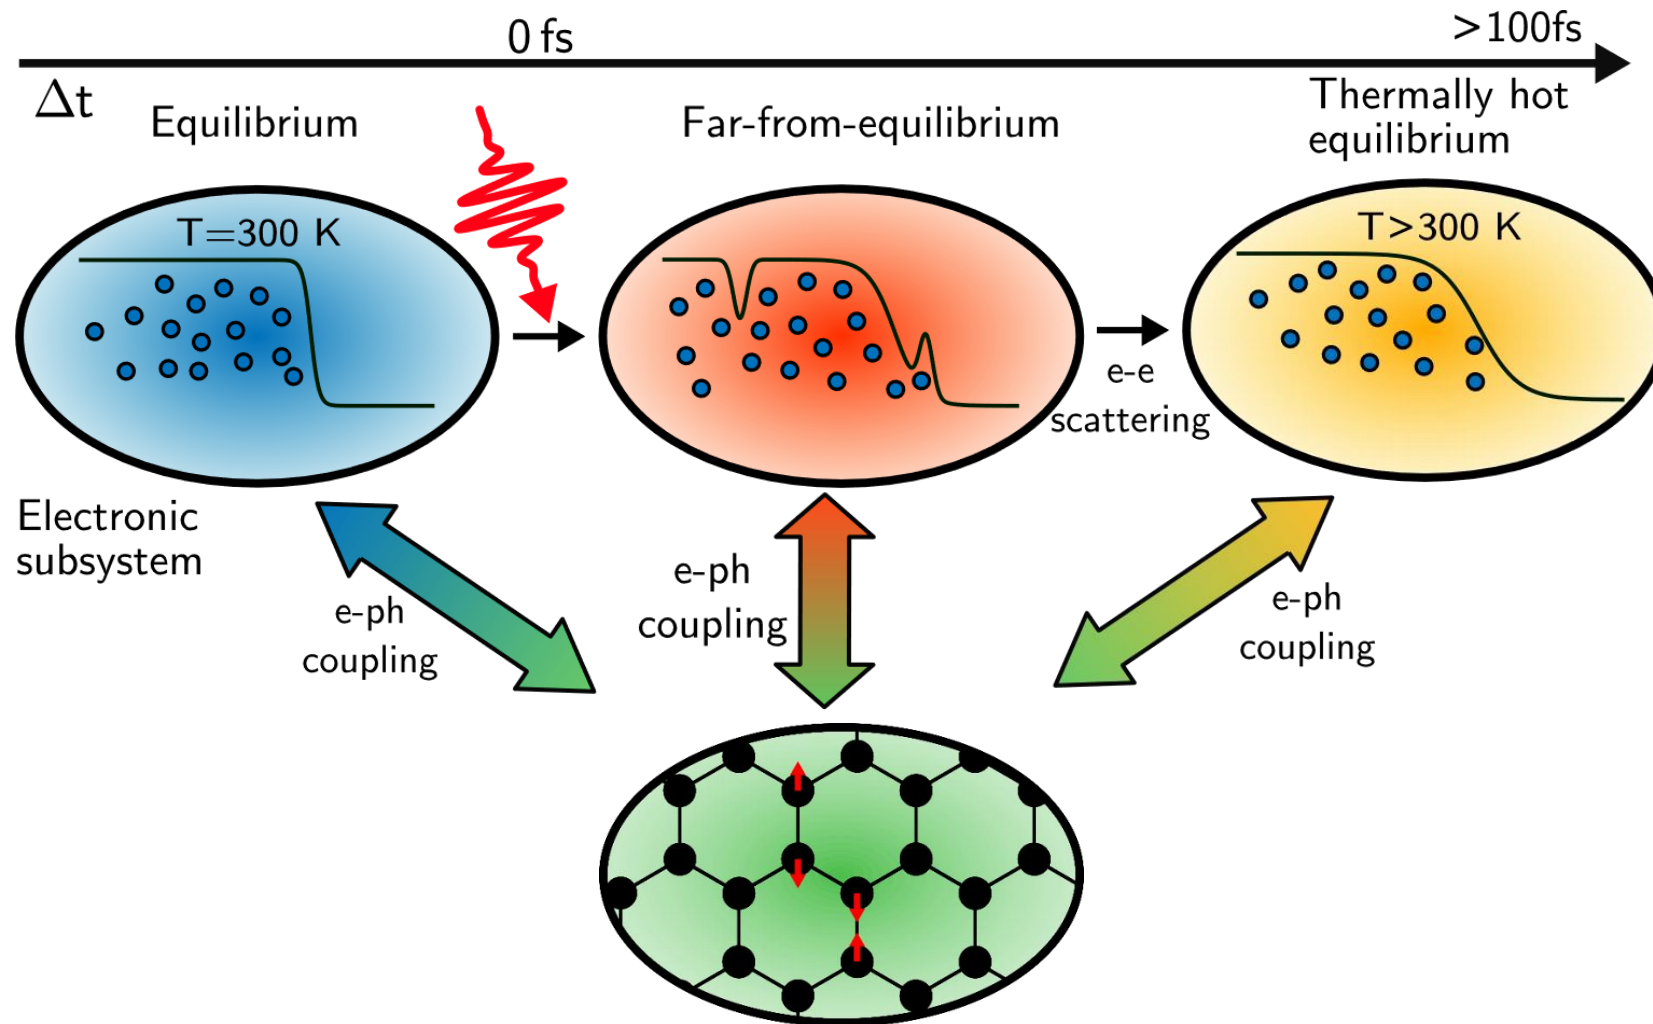 0 fs
>100fs
Δt
Equilibrium
Far-from-equilibrium
Thermally hot
equilibrium
T=300 K
T>300 K
e-e
scattering
Electronic
subsystem
e-ph
coupling
e-ph
coupling
e-ph
coupling